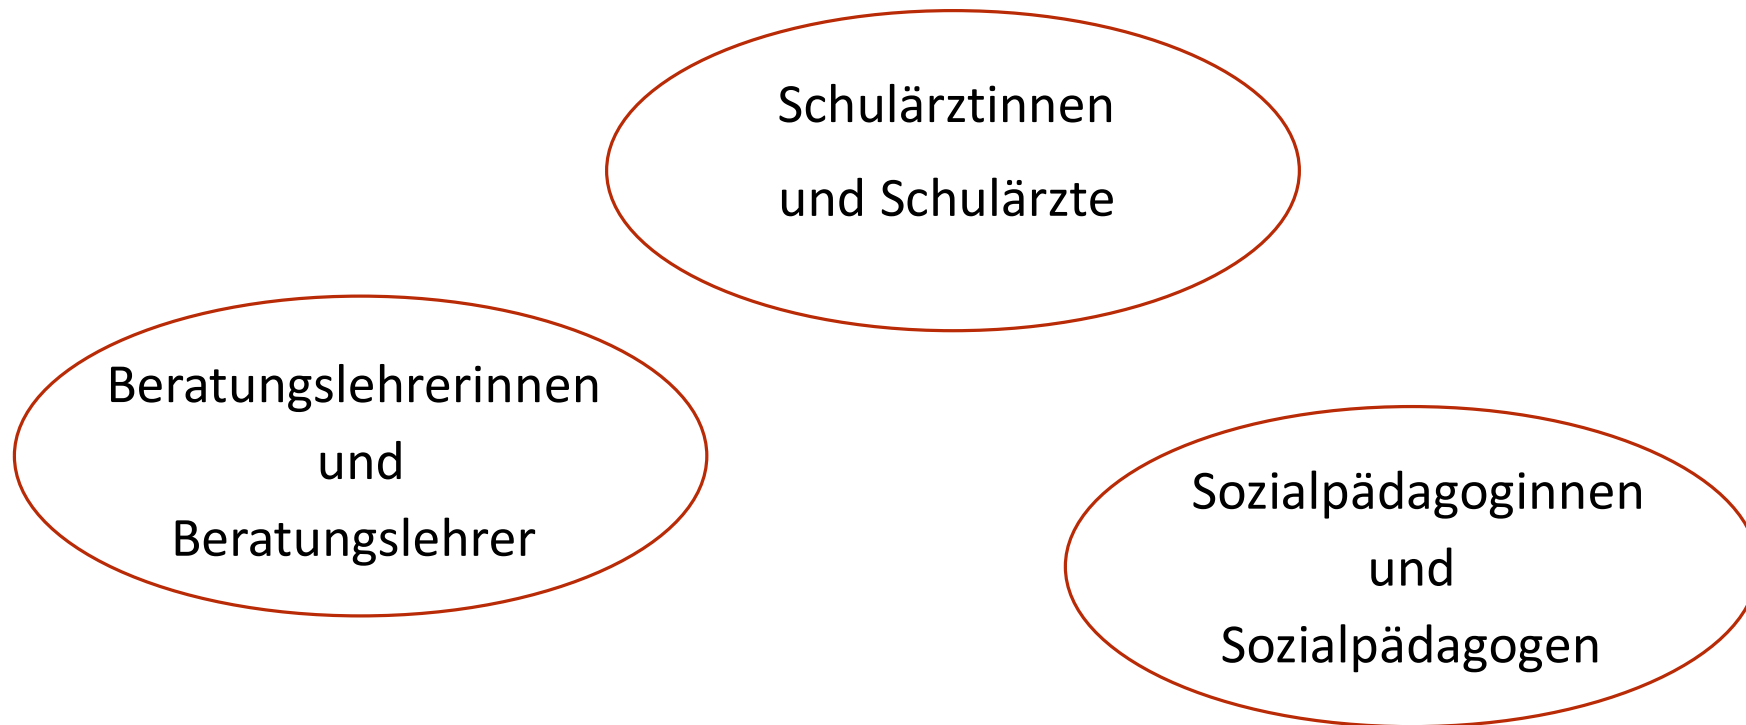 Schulärztinnen
und Schulärzte
Beratungslehrerinnen
und
Beratungslehrer
Sozialpädagoginnen
und
Sozialpädagogen